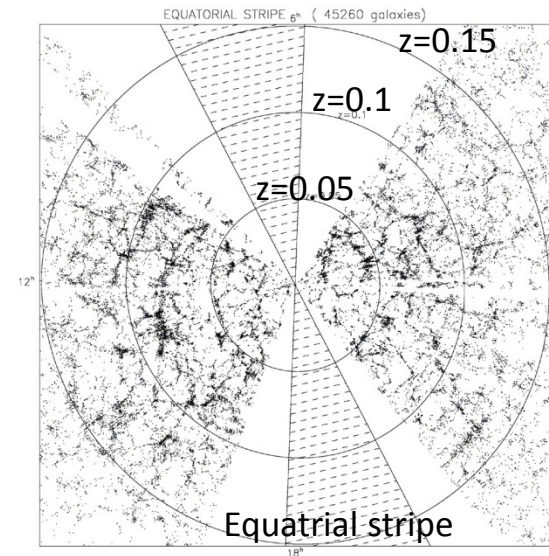 EQUATORIAL STRIPE 6ʰ ( 45260 galaxies)
z=0.15
z=0.1
z=0.1
z=0.05
12ʰ
Equatrial stripe
18ʰ